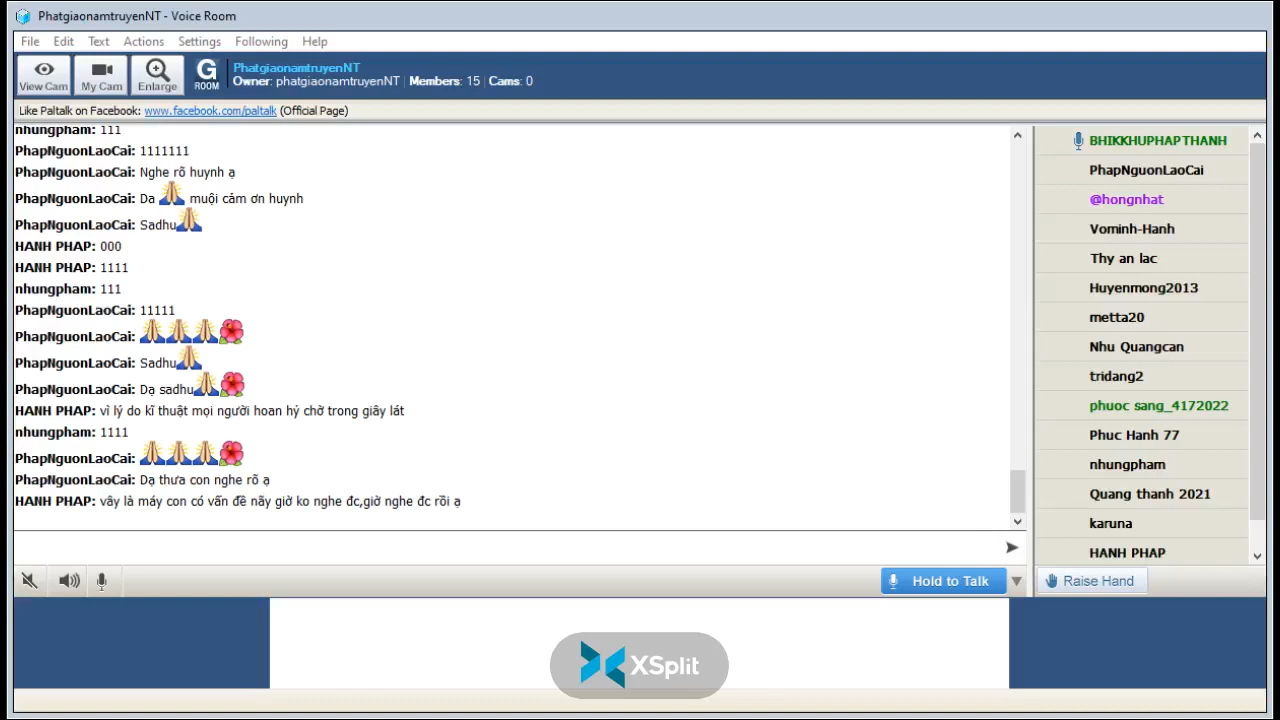 PhatgiaonamtruyenNT - Voice Room
File Edit Text Actions Settings Following Help
View Cam My Cam Enlarge G ROOM
PhatgiaonamtruyenNT
Owner: phatgiaonamtruyenNT | Members: 15 | Cams: 0
Like Paltalk on Facebook: www.facebook.com/paltalk (Official Page)
nhungpham: 111
PhapNguonLaoCai: 1111111
PhapNguonLaoCai: Nghe rõ huynh ạ
PhapNguonLaoCai: Da muội cảm ơn huynh
PhapNguonLaoCai: Sadhu
HANH PHAP: 000
HANH PHAP: 1111
nhungpham: 111
PhapNguonLaoCai: 11111
PhapNguonLaoCai:
PhapNguonLaoCai: Sadhu
PhapNguonLaoCai: Dạ sadhu
HANH PHAP: vì lý do kĩ thuật mọi người hoan hỷ chờ trong giây lát
nhungpham: 1111
PhapNguonLaoCai:
PhapNguonLaoCai: Dạ thưa con nghe rõ ạ
HANH PHAP: vây là máy con có vấn đề nãy giờ ko nghe đc,giờ nghe đc rồi ạ
BHIKKHUPHAPTHANH
PhapNguonLaoCai
@hongnhat
Vominh-Hanh
Thy an lac
Huyenmong2013
metta20
Nhu Quangcan
tridang2
phuoc sang_4172022
Phuc Hanh 77
nhungpham
Quang thanh 2021
karuna
HANH PHAP
Hold to Talk
Raise Hand
XSplit